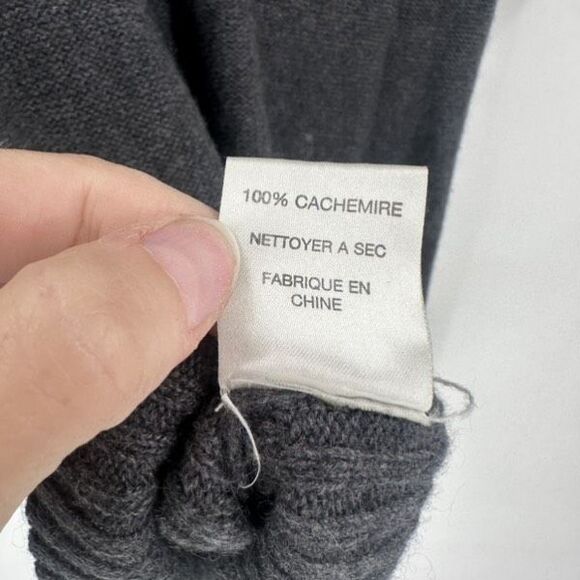 100% CACHEMIRE
NETTOYER A SEC
FABRIQUE EN
CHINE